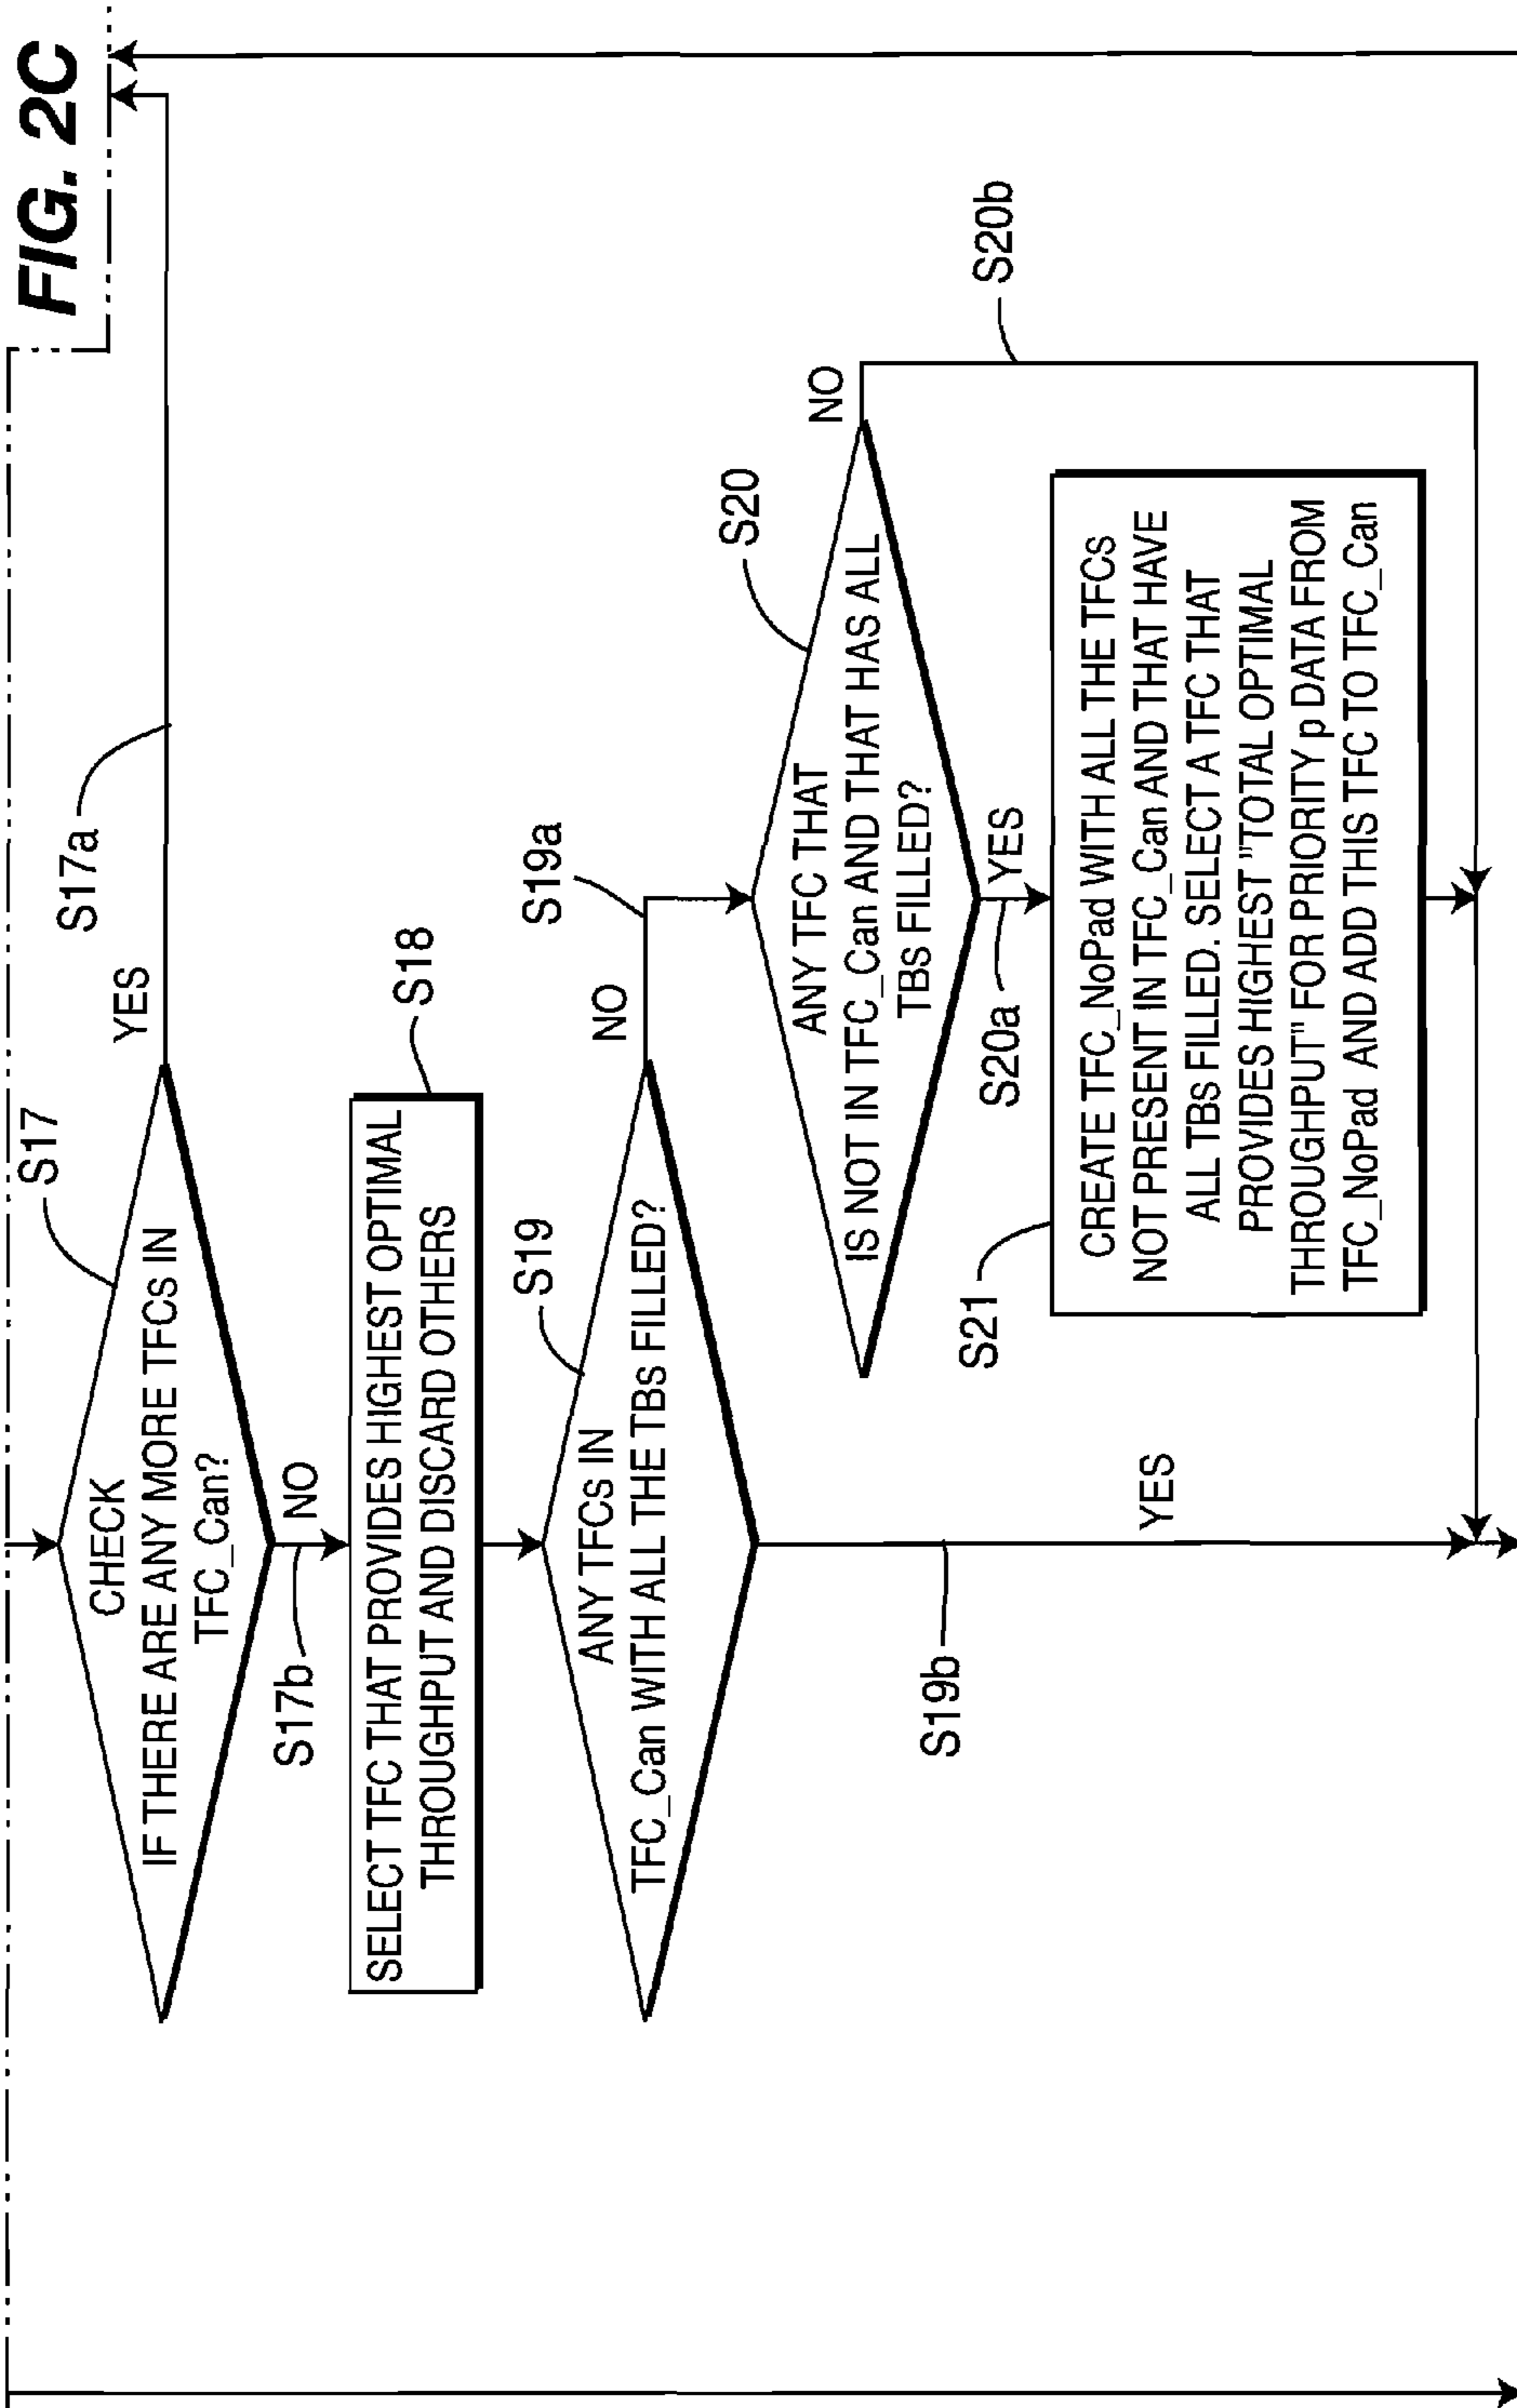 FIG. 2C
S17
CHECK
IF THERE ARE ANY MORE TFCS IN
TFC_Can?
YES
S17a
NO
S17b
S18
SELECT TFC THAT PROVIDES HIGHEST OPTIMAL
THROUGHPUT AND DISCARD OTHERS
S19
ANY TFCs IN
TFC_Can WITH ALL THE TBs FILLED?
NO
S19a
S20
ANY TFC THAT
IS NOT IN TFC_Can AND THAT HAS ALL
TBs FILLED?
NO
S20b
S20a
YES
S21
CREATE TFC_NoPad WITH ALL THE TFCs
NOT PRESENT IN TFC_Can AND THAT HAVE
ALL TBs FILLED. SELECT A TFC THAT
PROVIDES HIGHEST "TOTAL OPTIMAL
THROUGHPUT" FOR PRIORITY p DATA FROM
TFC_NoPad AND ADD THIS TFC TO TFC_Can
S19b
YES